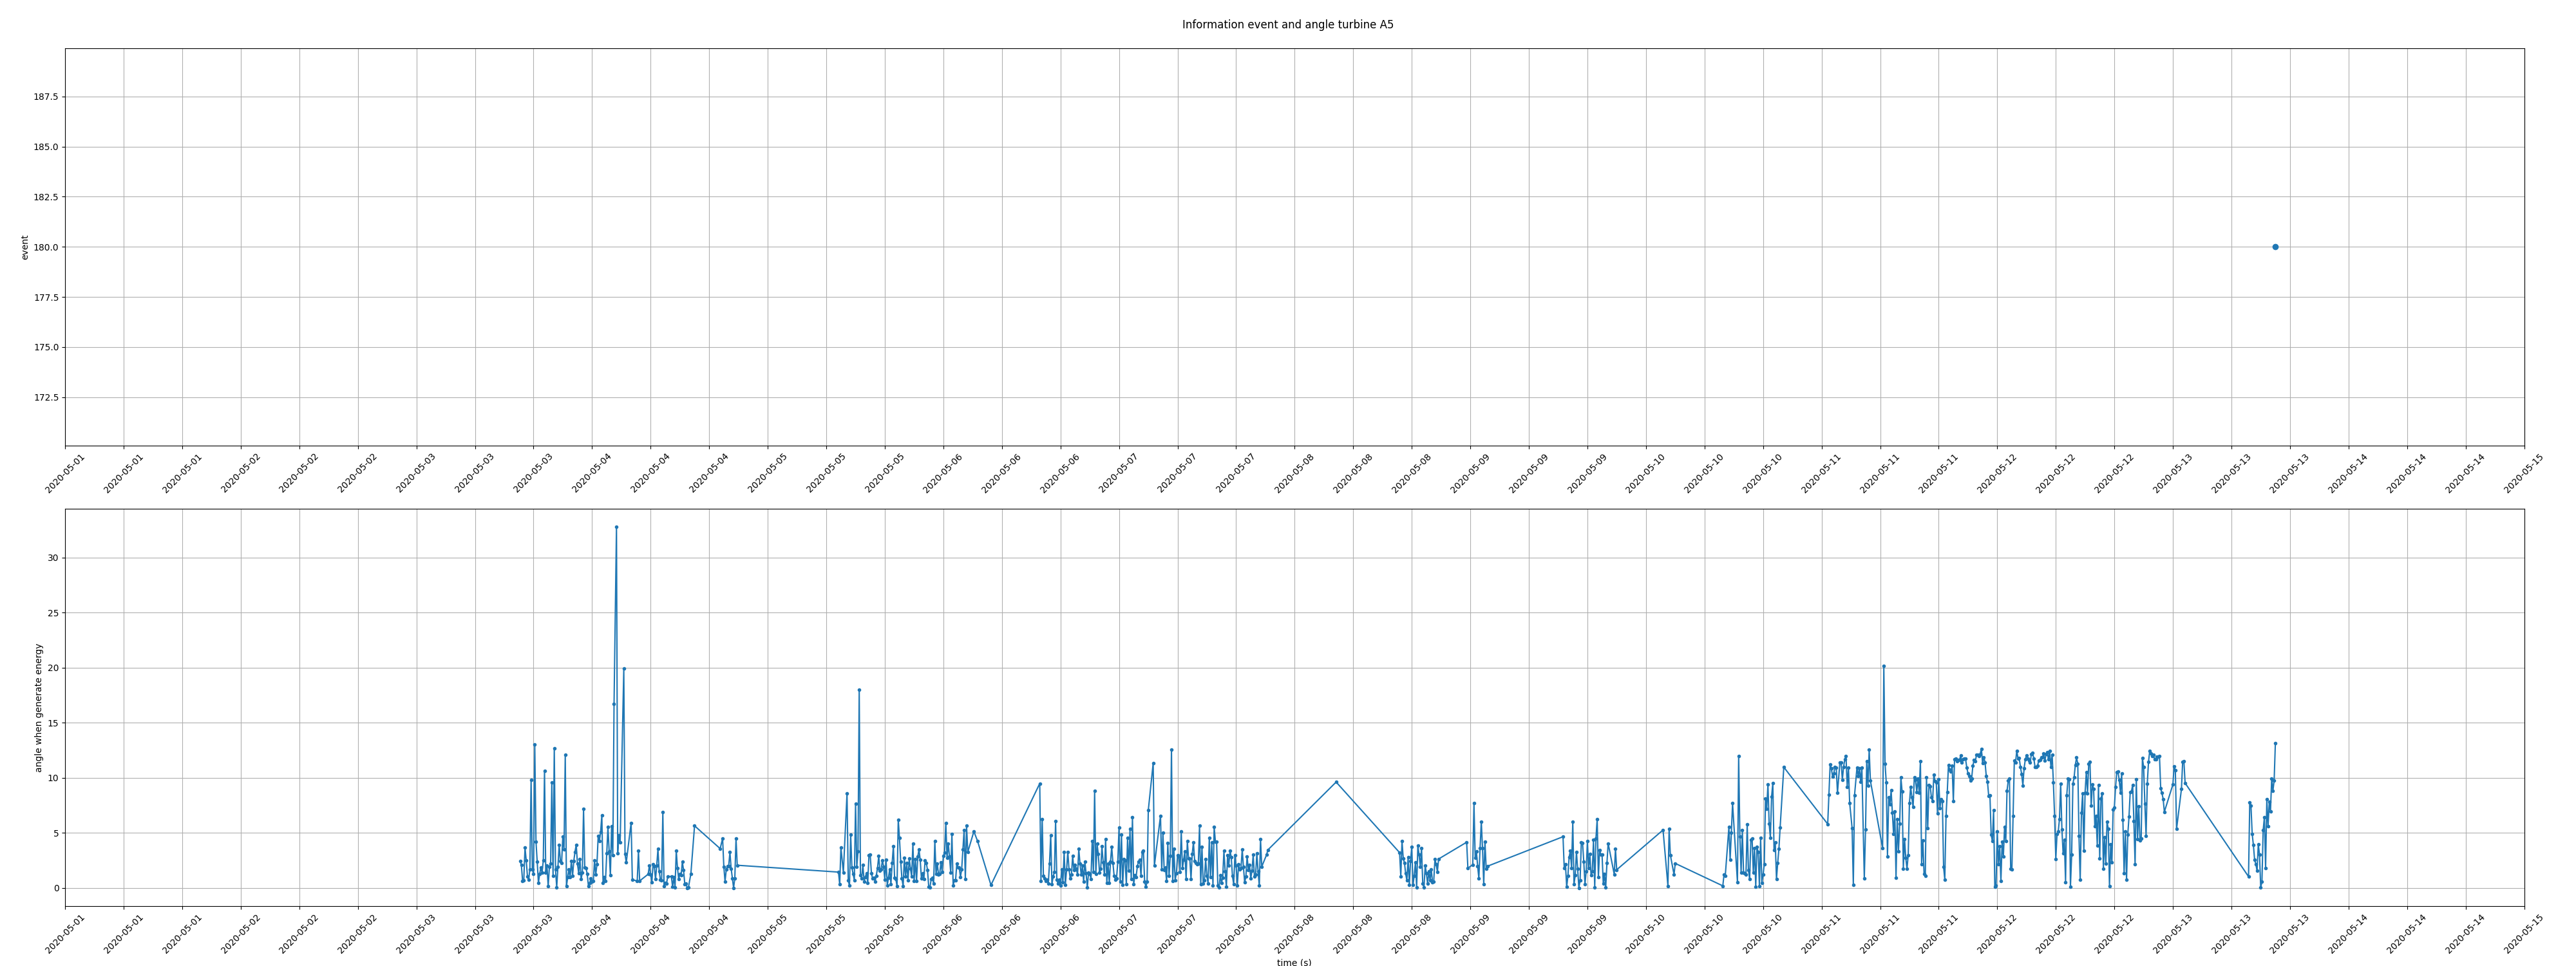 Information event and angle turbine A5
187.5
185.0
182.5
180.0
177.5
175.0
172.5
event
2020-05-01 2020-05-01 2020-05-01 2020-05-02 2020-05-02 2020-05-02 2020-05-03 2020-05-03 2020-05-03 2020-05-04 2020-05-04 2020-05-04 2020-05-05 2020-05-05 2020-05-05 2020-05-06 2020-05-06 2020-05-06 2020-05-07 2020-05-07 2020-05-07 2020-05-08 2020-05-08 2020-05-08 2020-05-09 2020-05-09 2020-05-09 2020-05-10 2020-05-10 2020-05-10 2020-05-11 2020-05-11 2020-05-11 2020-05-12 2020-05-12 2020-05-12 2020-05-13 2020-05-13 2020-05-13 2020-05-14 2020-05-14 2020-05-14 2020-05-15
30
25
20
15
10
5
0
angle when generate energy
2020-05-01 2020-05-01 2020-05-01 2020-05-02 2020-05-02 2020-05-02 2020-05-03 2020-05-03 2020-05-03 2020-05-04 2020-05-04 2020-05-04 2020-05-05 2020-05-05 2020-05-05 2020-05-06 2020-05-06 2020-05-06 2020-05-07 2020-05-07 2020-05-07 2020-05-08 2020-05-08 2020-05-08 2020-05-09 2020-05-09 2020-05-09 2020-05-10 2020-05-10 2020-05-10 2020-05-11 2020-05-11 2020-05-11 2020-05-12 2020-05-12 2020-05-12 2020-05-13 2020-05-13 2020-05-13 2020-05-14 2020-05-14 2020-05-14 2020-05-15
time (s)